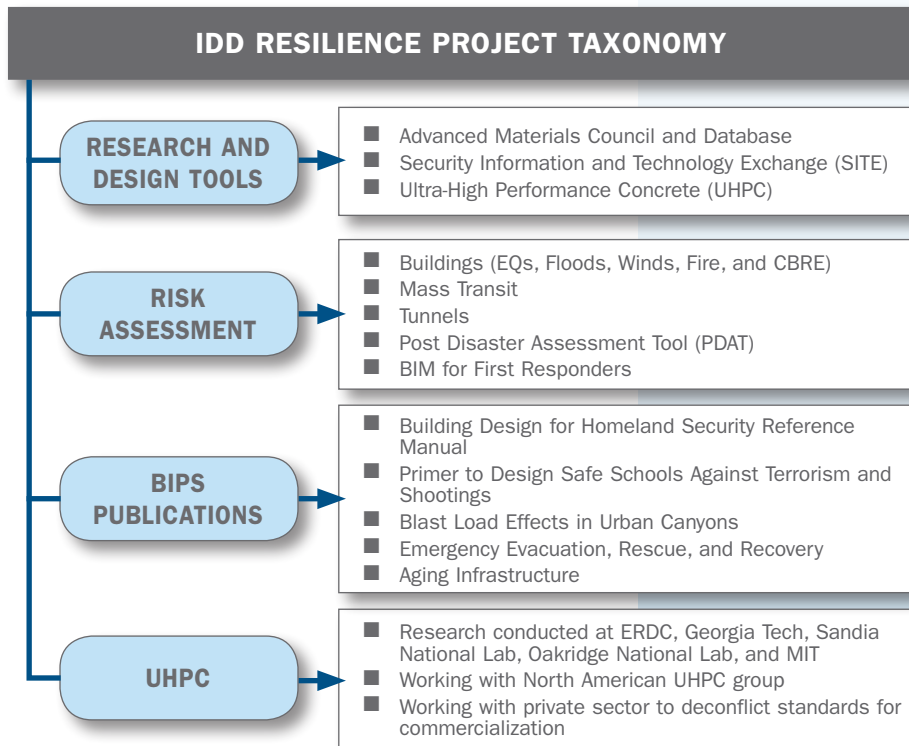 IDD RESILIENCE PROJECT TAXONOMY
RESEARCH AND
DESIGN TOOLS
■ Advanced Materials Council and Database
■ Security Information and Technology Exchange (SITE)
■ Ultra-High Performance Concrete (UHPC)
RISK
ASSESSMENT
■ Buildings (EQs, Floods, Winds, Fire, and CBRE)
■ Mass Transit
■ Tunnels
■ Post Disaster Assessment Tool (PDAT)
■ BIM for First Responders
BIPS
PUBLICATIONS
■ Building Design for Homeland Security Reference
Manual
■ Primer to Design Safe Schools Against Terrorism and
Shootings
■ Blast Load Effects in Urban Canyons
■ Emergency Evacuation, Rescue, and Recovery
■ Aging Infrastructure
UHPC
■ Research conducted at ERDC, Georgia Tech, Sandia
National Lab, Oakridge National Lab, and MIT
■ Working with North American UHPC group
■ Working with private sector to deconflict standards for
commercialization